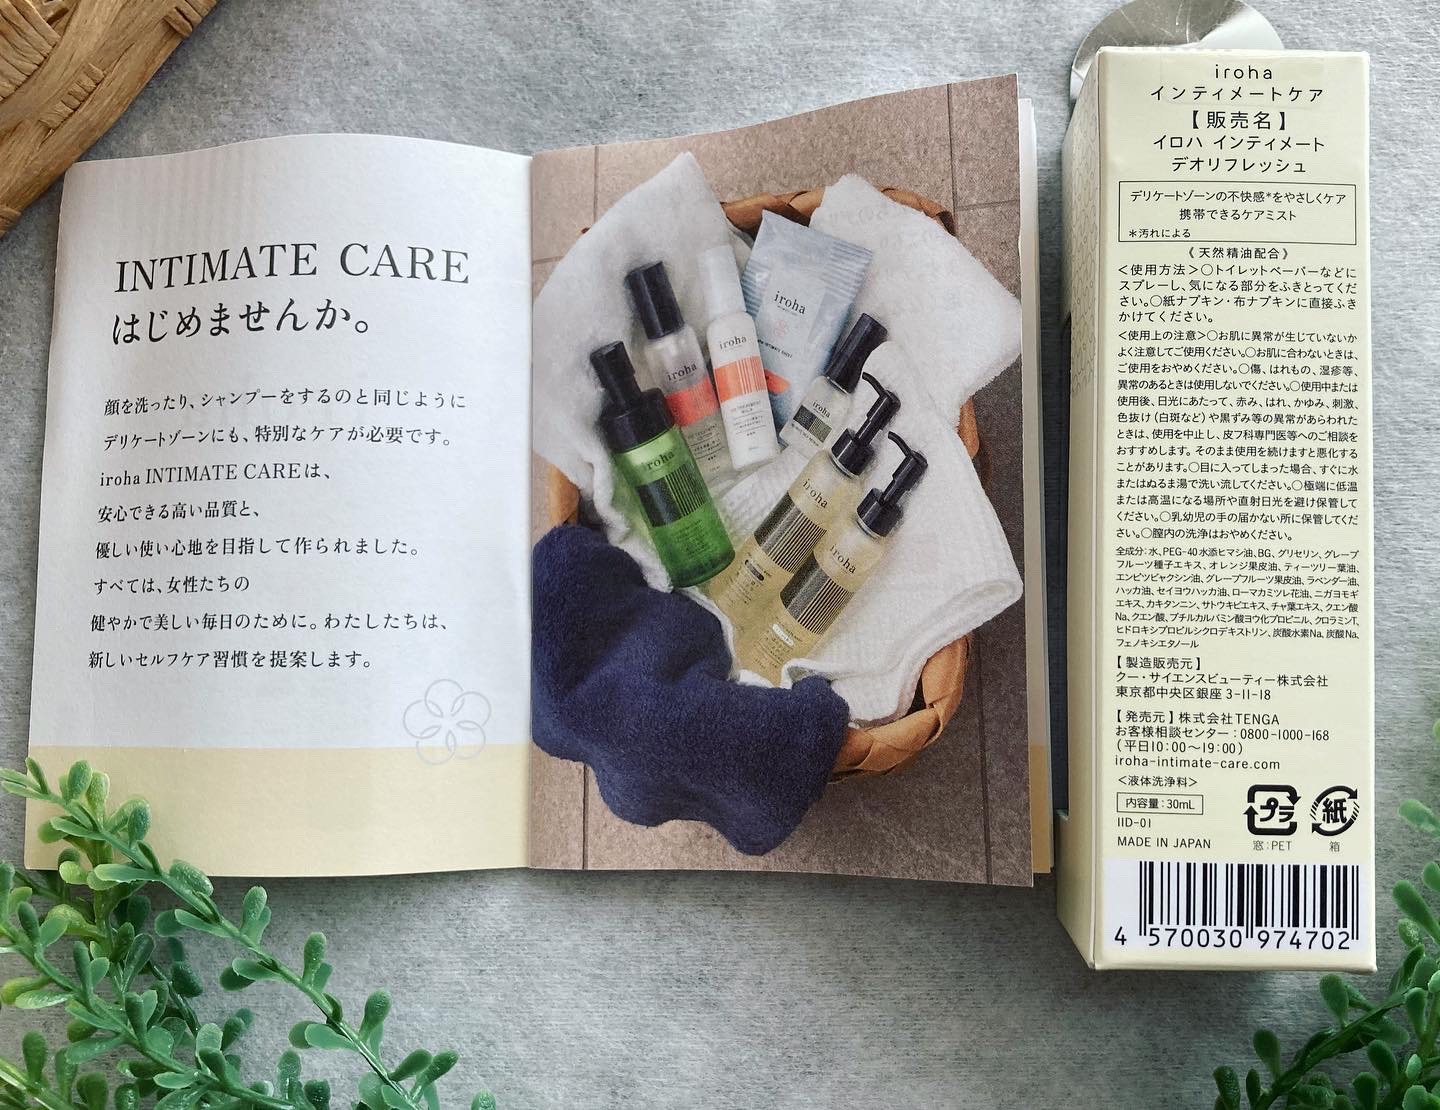 INTIMATE CARE
はじめませんか。
顔を洗ったり、シャンプーをするのと同じように
デリケートゾーンにも、特別なケアが必要です。
iroha INTIMATE CAREは、
安心できる高い品質と、
優しい使い心地を目指して作られました。
すべては、女性たちの
健やかで美しい毎日のために。わたしたちは、
新しいセルフケア習慣を提案します。
iroha
iroha
iroha
iroha
iroha
iroha
iroha
iroha
インティメートケア
【販売名】
イロハ インティメート
デオリフレッシュ
デリケートゾーンの不快感*をやさしくケア
携帯できるケアミスト
*汚れによる
《天然精油配合》
<使用方法>○トイレットペーパーなどに
スプレーし、気になる部分をふきとってくだ
さい。○紙ナプキン・布ナプキンに直接ふき
かけてください。
<使用上の注意>○お肌に異常が生じていないか
よく注意してご使用ください。○お肌に合わないときは、
ご使用をおやめください。○傷、はれもの、湿疹等、
異常のあるときは使用しないでください。○使用中または
使用後、日光にあたって、赤み、はれ、かゆみ、刺激、
色抜け(白斑など)や黒ずみ等の異常があらわれた
ときは、使用を中止し、皮フ科専門医等へのご相談を
おすすめします。そのまま使用を続けますと悪化する
ことがあります。○目に入ってしまった場合、すぐに水
またはぬるま湯で洗い流してください。○極端に低温
または高温になる場所や直射日光を避け保管して
ください。○乳幼児の手の届かない所に保管してくだ
さい。○膣内の洗浄はおやめください。
全成分:水、PEG-40水添ヒマシ油、BG、グリセリン、グレープ
フルーツ種子エキス、オレンジ果皮油、ティーツリー葉油、
エンピツビャクシン油、グレープフルーツ果皮油、ラベンダー油、
ハッカ油、セイヨウハッカ油、ローマカミツレ花油、ニガヨモギ
エキス、カキタンニン、サトウキビエキス、チャ葉エキス、クエン酸
Na、クエン酸、ブチルカルバミン酸ヨウ化プロピニル、クロラミンT、
ヒドロキシプロピルシクロデキストリン、炭酸水素Na、炭酸Na、
フェノキシエタノール
【製造販売元】
クー・サイエンスビューティー株式会社
東京都中央区銀座3-11-18
【発売元】株式会社TENGA
お客様相談センター:0800-1000-168
(平日10:00〜19:00)
iroha-intimate-care.com
<液体洗浄料>
内容量:30mL
IID-01
MADE IN JAPAN
プラ
紙
窓:PET
箱
4 570030 974702